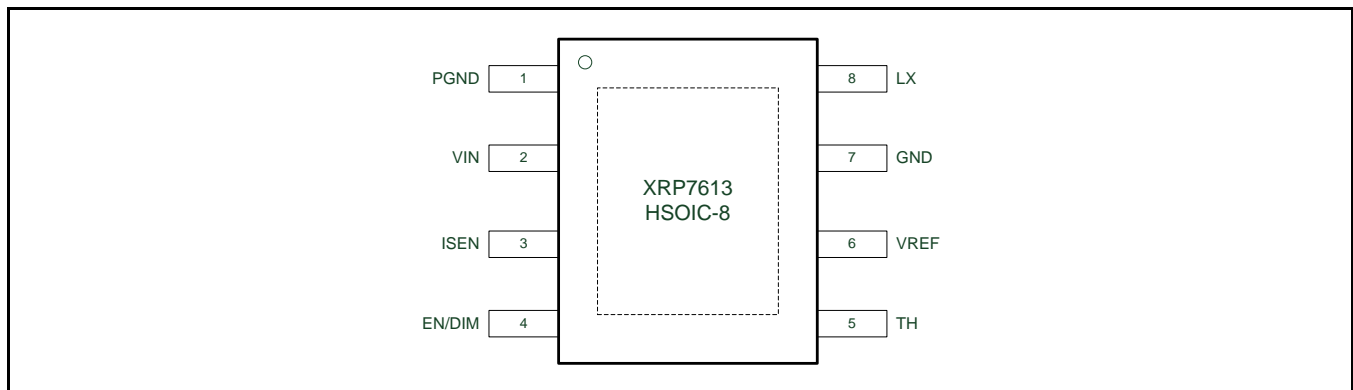 PGND 1
8 LX
VIN 2
7 GND
XRP7613
HSOIC-8
ISEN 3
6 VREF
EN/DIM 4
5 TH